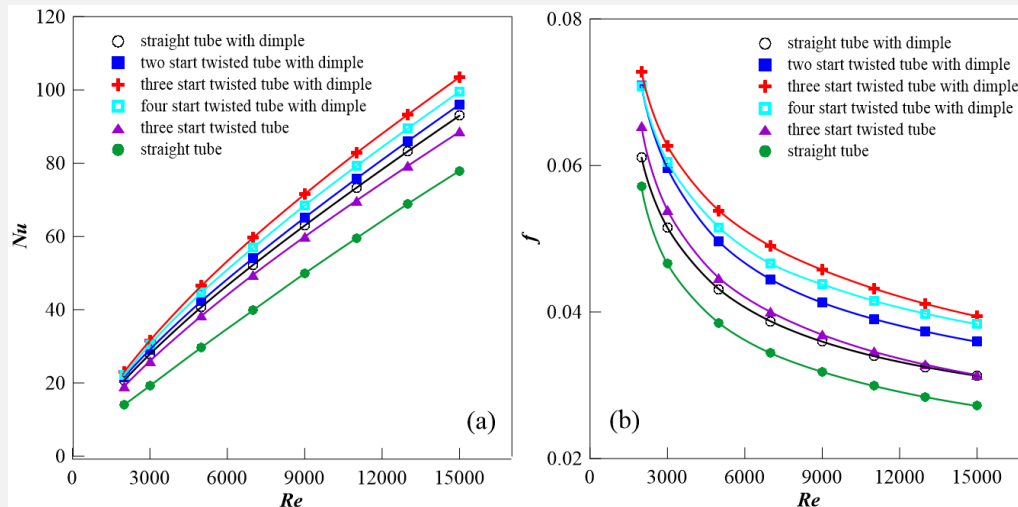 120
100
80
60
40
20
0
Nu
straight tube with dimple
two start twisted tube with dimple
three start twisted tube with dimple
four start twisted tube with dimple
three start twisted tube
straight tube
(a)
0 3000 6000 9000 12000 15000
Re
0.08
0.06
0.04
0.02
f
straight tube with dimple
two start twisted tube with dimple
three start twisted tube with dimple
four start twisted tube with dimple
three start twisted tube
straight tube
(b)
0 3000 6000 9000 12000 15000
Re